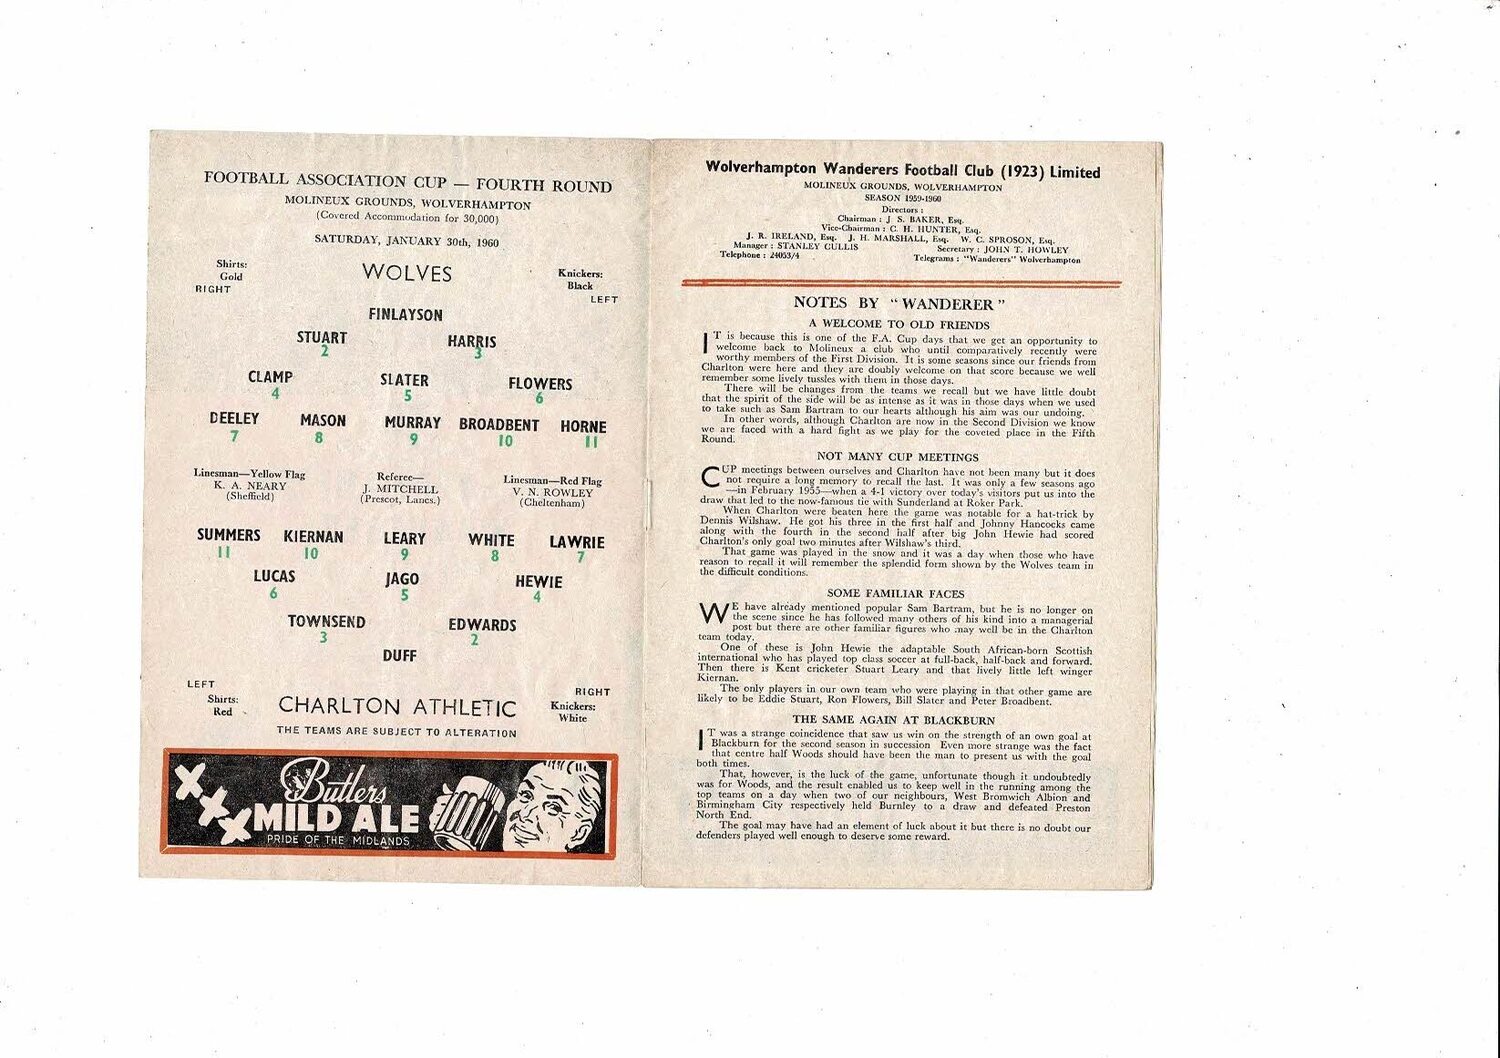 FOOTBALL ASSOCIATION CUP — FOURTH ROUND
MOLINEUX GROUNDS, WOLVERHAMPTON
(Covered Accommodation for 30,000)
SATURDAY, JANUARY 30th, 1960
Shirts:
Gold
RIGHT
WOLVES
Knickers:
Black
LEFT
FINLAYSON
STUART HARRIS
2 3
CLAMP SLATER FLOWERS
4 5 6
DEELEY MASON MURRAY BROADBENT HORNE
7 8 9 10 11
Linesman—Yellow Flag
K. A. NEARY
(Sheffield)
Referee—
J. MITCHELL
(Prescot, Lancs.)
Linesman—Red Flag
V. N. ROWLEY
(Cheltenham)
SUMMERS KIERNAN LEARY WHITE LAWRIE
11 10 9 8 7
LUCAS JAGO HEWIE
6 5 4
TOWNSEND EDWARDS
3 2
DUFF
LEFT
Shirts:
Red
CHARLTON ATHLETIC
RIGHT
Knickers:
White
THE TEAMS ARE SUBJECT TO ALTERATION
XXX
Butlers
MILD ALE
PRIDE OF THE MIDLANDS
Wolverhampton Wanderers Football Club (1923) Limited
MOLINEUX GROUNDS, WOLVERHAMPTON
SEASON 1959-1960
Directors :
Chairman : J. S. BAKER, Esq.
Vice-Chairman : C. H. HUNTER, Esq.
J. R. IRELAND, Esq. J. H. MARSHALL, Esq. W. C. SPROSON, Esq.
Manager : STANLEY CULLIS Secretary : JOHN T. HOWLEY
Telephone : 24053/4 Telegrams : "Wanderers" Wolverhampton
NOTES BY "WANDERER"
A WELCOME TO OLD FRIENDS
IT is because this is one of the F.A. Cup days that we get an opportunity to
welcome back to Molineux a club who until comparatively recently were
worthy members of the First Division. It is some seasons since our friends from
Charlton were here and they are doubly welcome on that score because we well
remember some lively tussles with them in those days.
There will be changes from the teams we recall but we have little doubt
that the spirit of the side will be as intense as it was in those days when we used
to take such as Sam Bartram to our hearts although his aim was our undoing.
In other words, although Charlton are now in the Second Division we know
we are faced with a hard fight as we play for the coveted place in the Fifth
Round.
NOT MANY CUP MEETINGS
CUP meetings between ourselves and Charlton have not been many but it does
not require a long memory to recall the last. It was only a few seasons ago
—in February 1955—when a 4-1 victory over today's visitors put us into the
draw that led to the now-famous tie with Sunderland at Roker Park.
When Charlton were beaten here the game was notable for a hat-trick by
Dennis Wilshaw. He got his three in the first half and Johnny Hancocks came
along with the fourth in the second half after big John Hewie had scored
Charlton's only goal two minutes after Wilshaw's third.
That game was played in the snow and it was a day when those who have
reason to recall it will remember the splendid form shown by the Wolves team in
the difficult conditions.
SOME FAMILIAR FACES
WE have already mentioned popular Sam Bartram, but he is no longer on
the scene since he has followed many others of his kind into a managerial
post but there are other familiar figures who may well be in the Charlton
team today.
One of these is John Hewie the adaptable South African-born Scottish
international who has played top class soccer at full-back, half-back and forward.
Then there is Kent cricketer Stuart Leary and that lively little left winger
Kiernan.
The only players in our own team who were playing in that other game are
likely to be Eddie Stuart, Ron Flowers, Bill Slater and Peter Broadbent.
THE SAME AGAIN AT BLACKBURN
IT was a strange coincidence that saw us win on the strength of an own goal at
Blackburn for the second season in succession Even more strange was the fact
that centre half Woods should have been the man to present us with the goal
both times.
That, however, is the luck of the game, unfortunate though it undoubtedly
was for Woods, and the result enabled us to keep well in the running among the
top teams on a day when two of our neighbours, West Bromwich Albion and
Birmingham City respectively held Burnley to a draw and defeated Preston
North End.
The goal may have had an element of luck about it but there is no doubt our
defenders played well enough to deserve some reward.